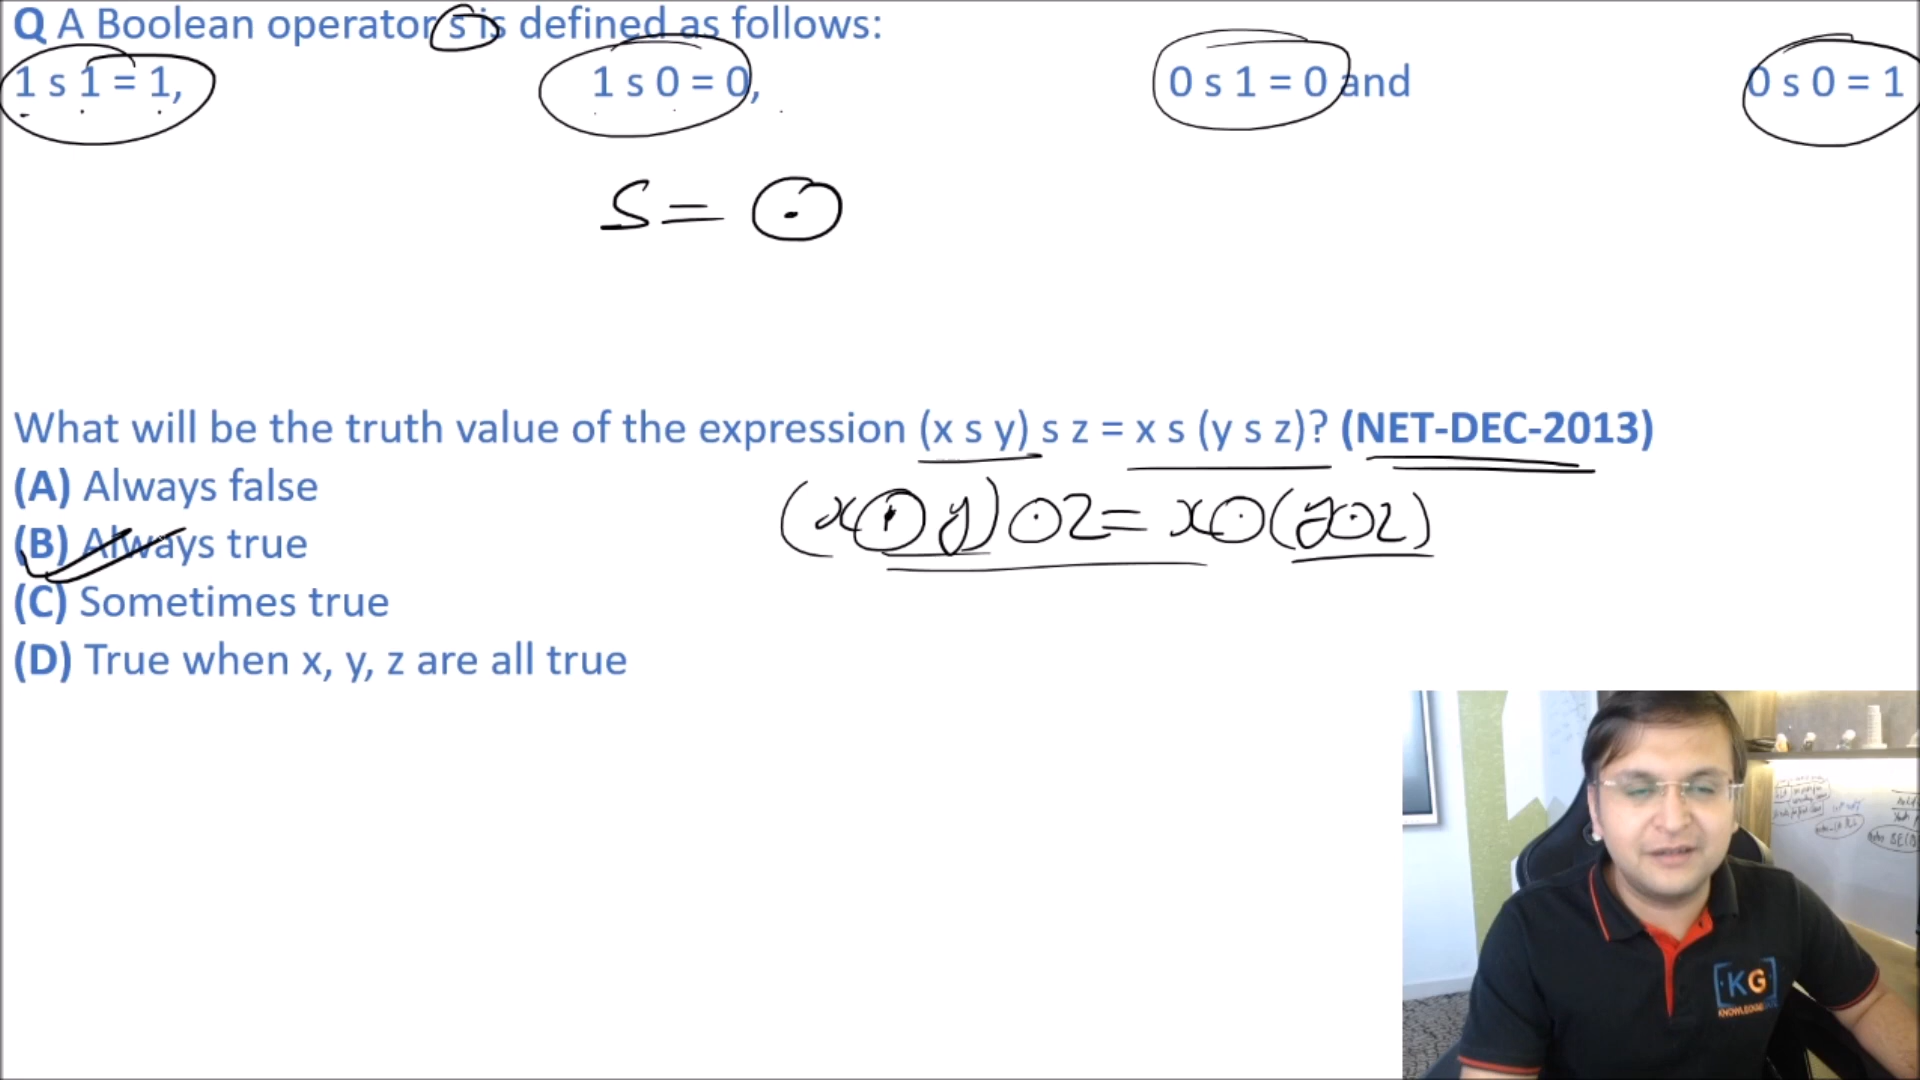 Q A Boolean operator s is defined as follows:
1 s 1 = 1, 1 s 0 = 0, 0 s 1 = 0 and 0 s 0 = 1
S = ⊙
What will be the truth value of the expression (x s y) s z = x s (y s z)? (NET-DEC-2013)
(A) Always false
(x ⊙ y) ⊙ z = x ⊙ (y ⊙ z)
(B) Always true
(C) Sometimes true
(D) True when x, y, z are all true
KG